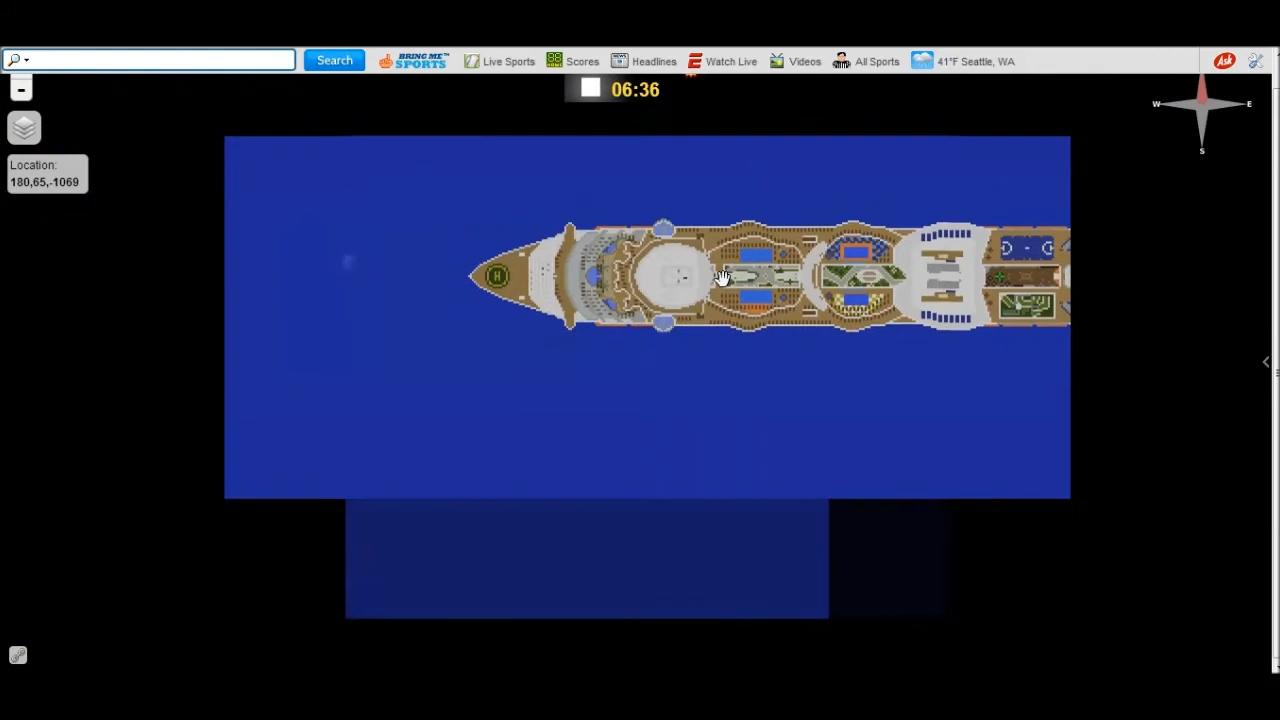 Search
BRING ME SPORTS
Live Sports
Scores
Headlines
Watch Live
Videos
All Sports
41°F Seattle, WA
Ask
-
06:36
W E
S
Location:
180,65,-1069
H